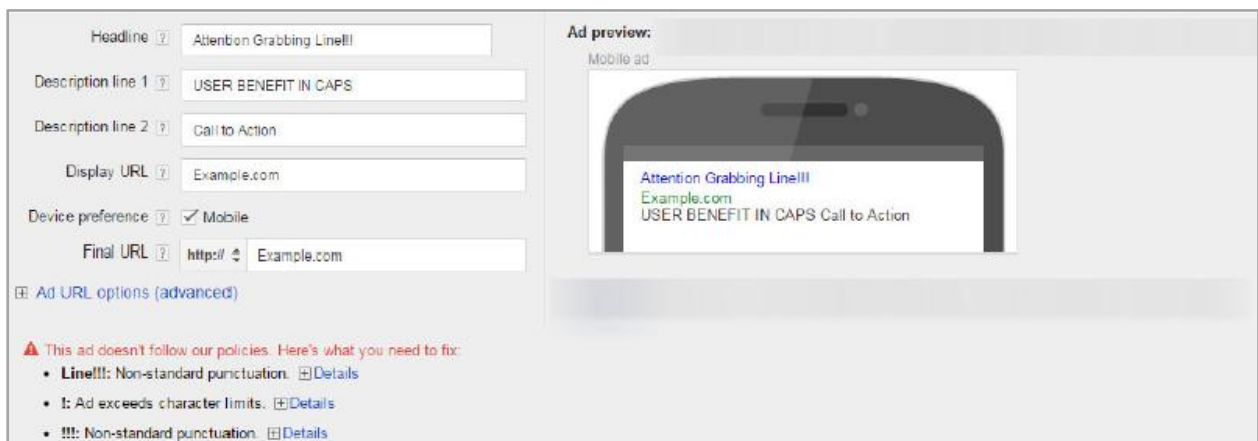 Headline ?
Attention Grabbing Line!!!
Description line 1 ?
USER BENEFIT IN CAPS
Description line 2 ?
Call to Action
Display URL ?
Example.com
Device preference ?
Mobile
Final URL ?
http://
Example.com
Ad URL options (advanced)
Ad preview:
Mobile ad
Attention Grabbing Line!!!
Example.com
USER BENEFIT IN CAPS Call to Action
This ad doesn't follow our policies. Here's what you need to fix:
• Line!!!: Non-standard punctuation. Details
• !: Ad exceeds character limits. Details
• !!!: Non-standard punctuation. Details